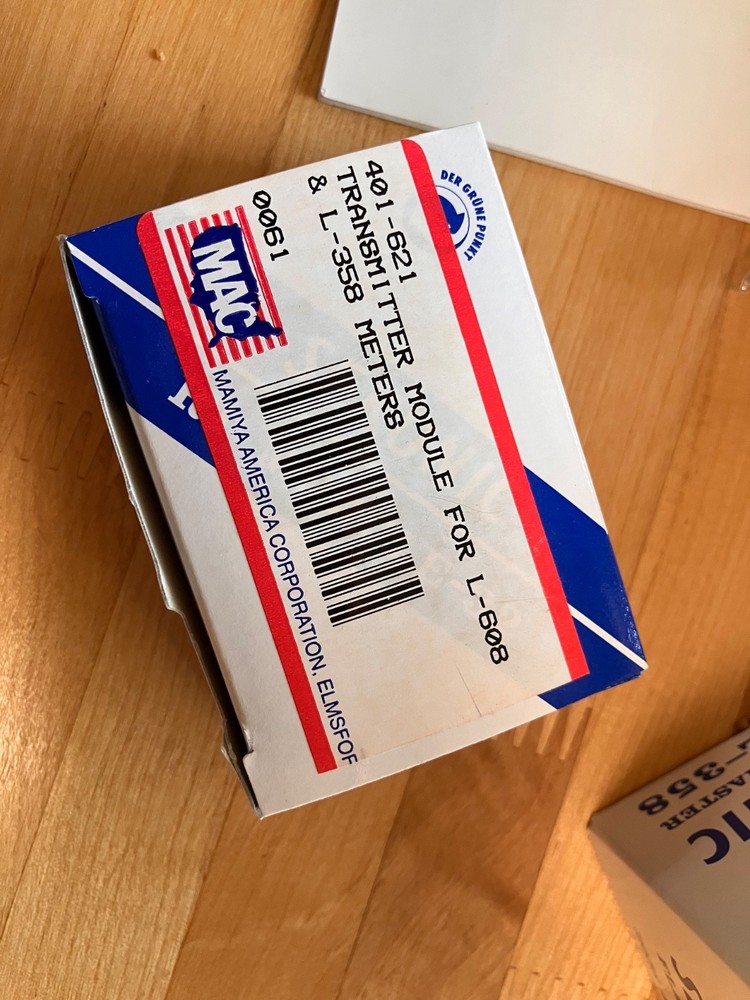 401-621
TRANSMITTER MODULE FOR L-608
& L-358 METERS
0061
MAC
MAMIYA AMERICA CORPORATION, ELMSFOR
DER GRÜNE PUNKT
L-358